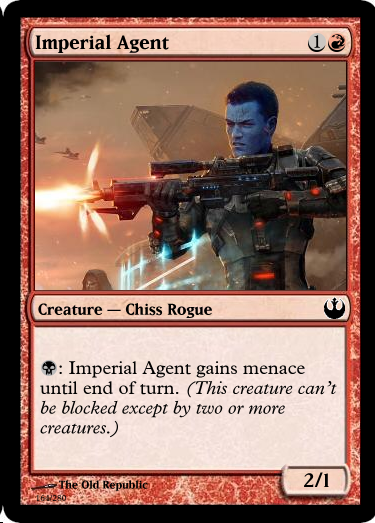 Imperial Agent 1
Creature — Chiss Rogue
: Imperial Agent gains menace
until end of turn. (This creature can't
be blocked except by two or more
creatures.)
2/1
The Old Republic